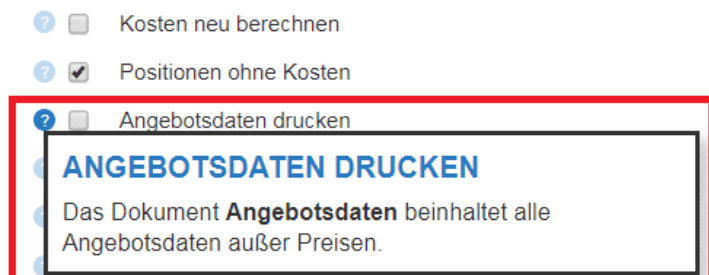 Kosten neu berechnen
Positionen ohne Kosten
Angebotsdaten drucken
ANGEBOTSDATEN DRUCKEN
Das Dokument Angebotsdaten beinhaltet alle
Angebotsdaten außer Preisen.